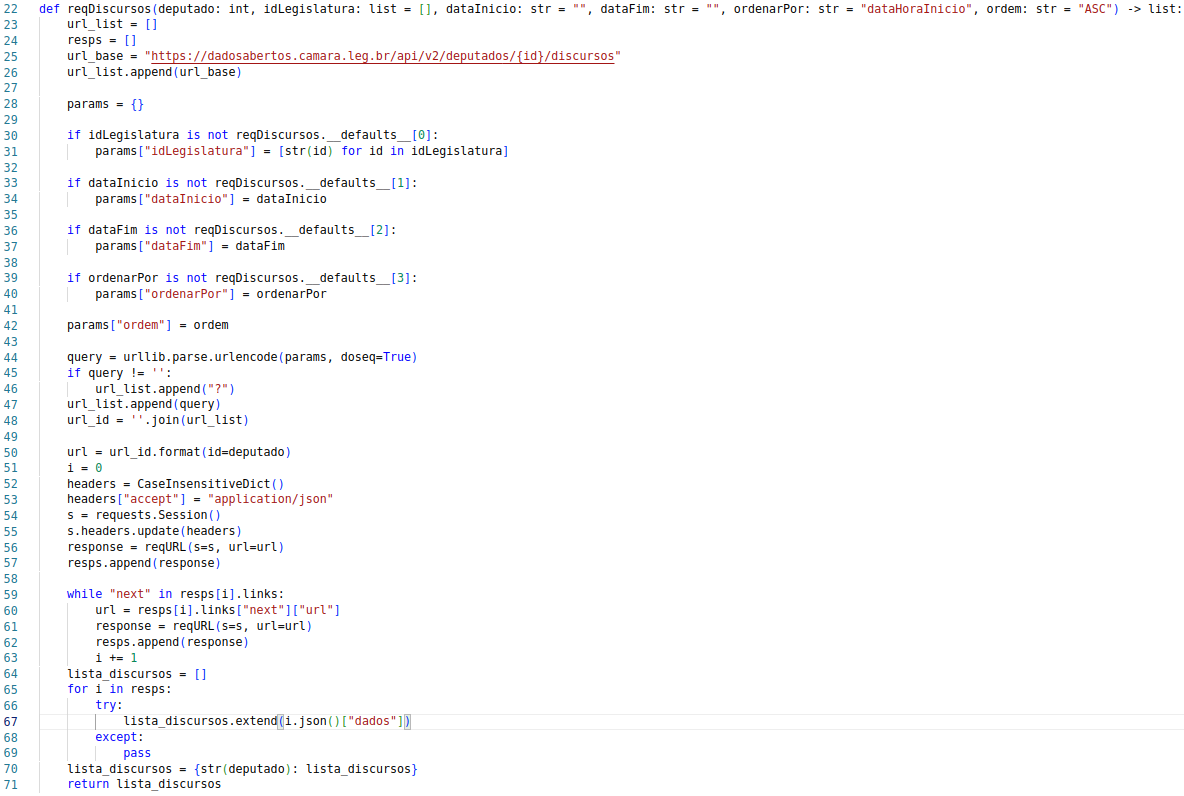 22 def reqDiscursos(deputado: int, idLegislatura: list = [], dataInicio: str = "", dataFim: str = "", ordenarPor: str = "dataHoraInicio", ordem: str = "ASC") -> list:
23     url_list = []
24     resps = []
25     url_base = "https://dadosabertos.camara.leg.br/api/v2/deputados/{id}/discursos"
26     url_list.append(url_base)
27
28     params = {}
29
30     if idLegislatura is not reqDiscursos.__defaults__[0]:
31         params["idLegislatura"] = [str(id) for id in idLegislatura]
32
33     if dataInicio is not reqDiscursos.__defaults__[1]:
34         params["dataInicio"] = dataInicio
35
36     if dataFim is not reqDiscursos.__defaults__[2]:
37         params["dataFim"] = dataFim
38
39     if ordenarPor is not reqDiscursos.__defaults__[3]:
40         params["ordenarPor"] = ordenarPor
41
42     params["ordem"] = ordem
43
44     query = urllib.parse.urlencode(params, doseq=True)
45     if query != '':
46         url_list.append("?")
47     url_list.append(query)
48     url_id = ''.join(url_list)
49
50     url = url_id.format(id=deputado)
51     i = 0
52     headers = CaseInsensitiveDict()
53     headers["accept"] = "application/json"
54     s = requests.Session()
55     s.headers.update(headers)
56     response = reqURL(s=s, url=url)
57     resps.append(response)
58
59     while "next" in resps[i].links:
60         url = resps[i].links["next"]["url"]
61         response = reqURL(s=s, url=url)
62         resps.append(response)
63         i += 1
64     lista_discursos = []
65     for i in resps:
66         try:
67             lista_discursos.extend(i.json()["dados"])
68         except:
69             pass
70     lista_discursos = {str(deputado): lista_discursos}
71     return lista_discursos